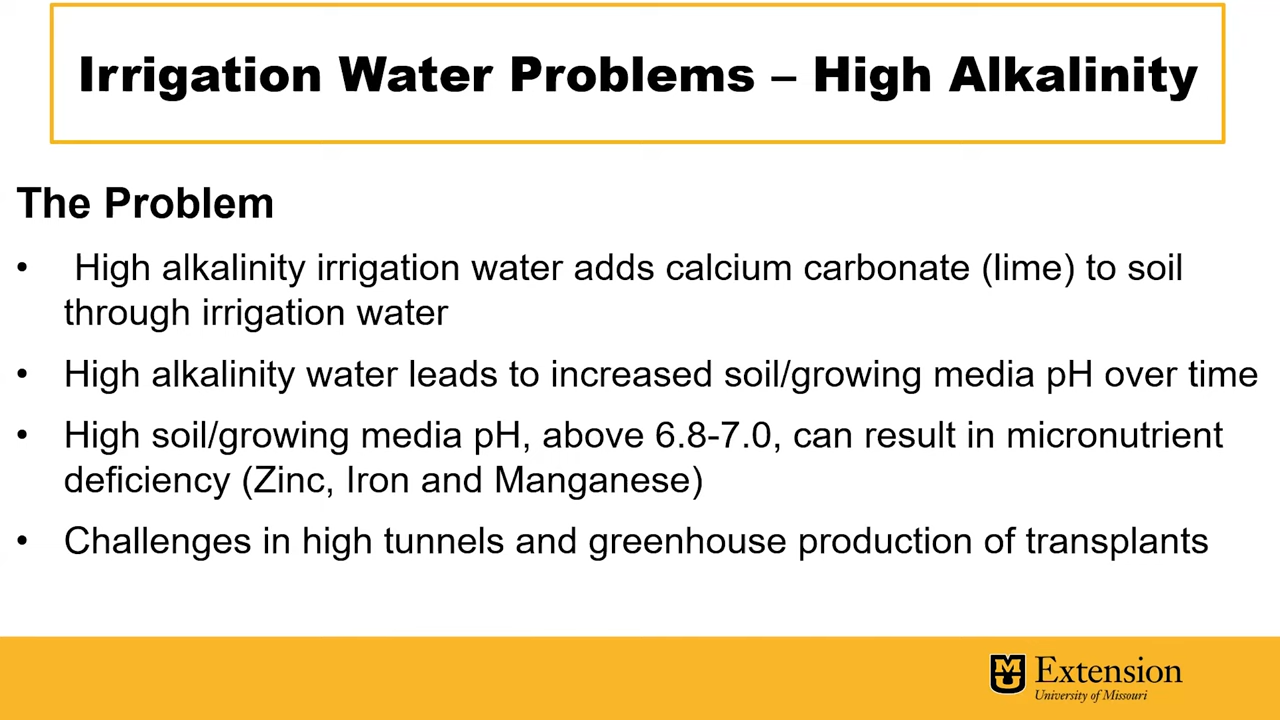 Irrigation Water Problems – High Alkalinity
The Problem
• High alkalinity irrigation water adds calcium carbonate (lime) to soil
through irrigation water
• High alkalinity water leads to increased soil/growing media pH over time
• High soil/growing media pH, above 6.8-7.0, can result in micronutrient
deficiency (Zinc, Iron and Manganese)
• Challenges in high tunnels and greenhouse production of transplants
Extension
University of Missouri